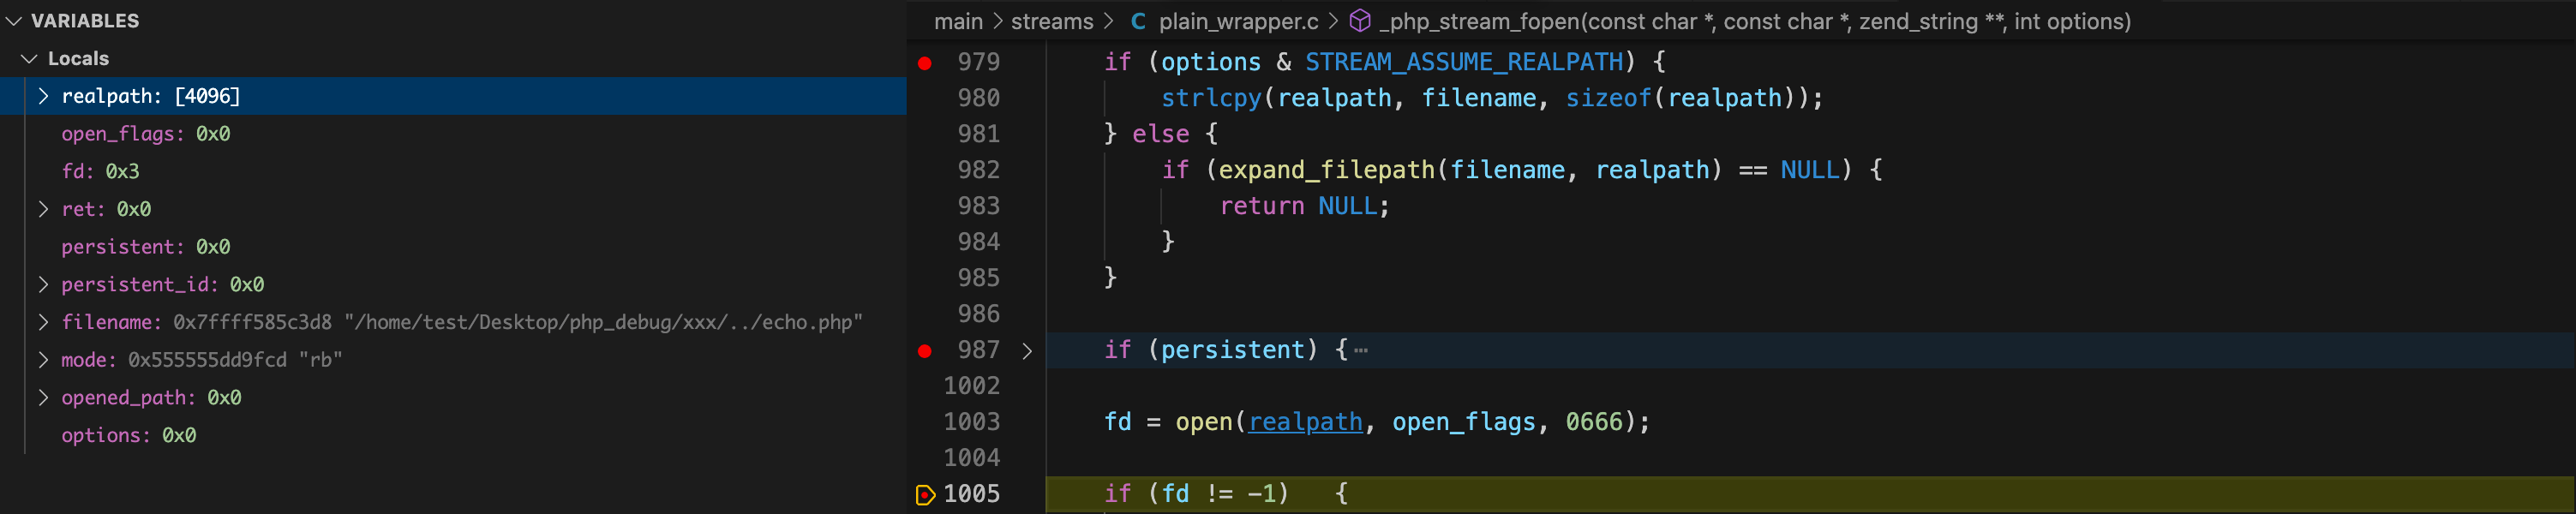 VARIABLES
Locals
realpath: [4096]
open_flags: 0x0
fd: 0x3
ret: 0x0
persistent: 0x0
persistent_id: 0x0
filename: 0x7ffff585c3d8 "/home/test/Desktop/php_debug/xxx/../echo.php"
mode: 0x555555dd9fcd "rb"
opened_path: 0x0
options: 0x0
main > streams > C plain_wrapper.c > _php_stream_fopen(const char *, const char *, zend_string **, int options)
979 if (options & STREAM_ASSUME_REALPATH) {
980 strlcpy(realpath, filename, sizeof(realpath));
981 } else {
982 if (expand_filepath(filename, realpath) == NULL) {
983 return NULL;
984 }
985 }
986
987 if (persistent) {…
1002
1003 fd = open(realpath, open_flags, 0666);
1004
1005 if (fd != -1) {